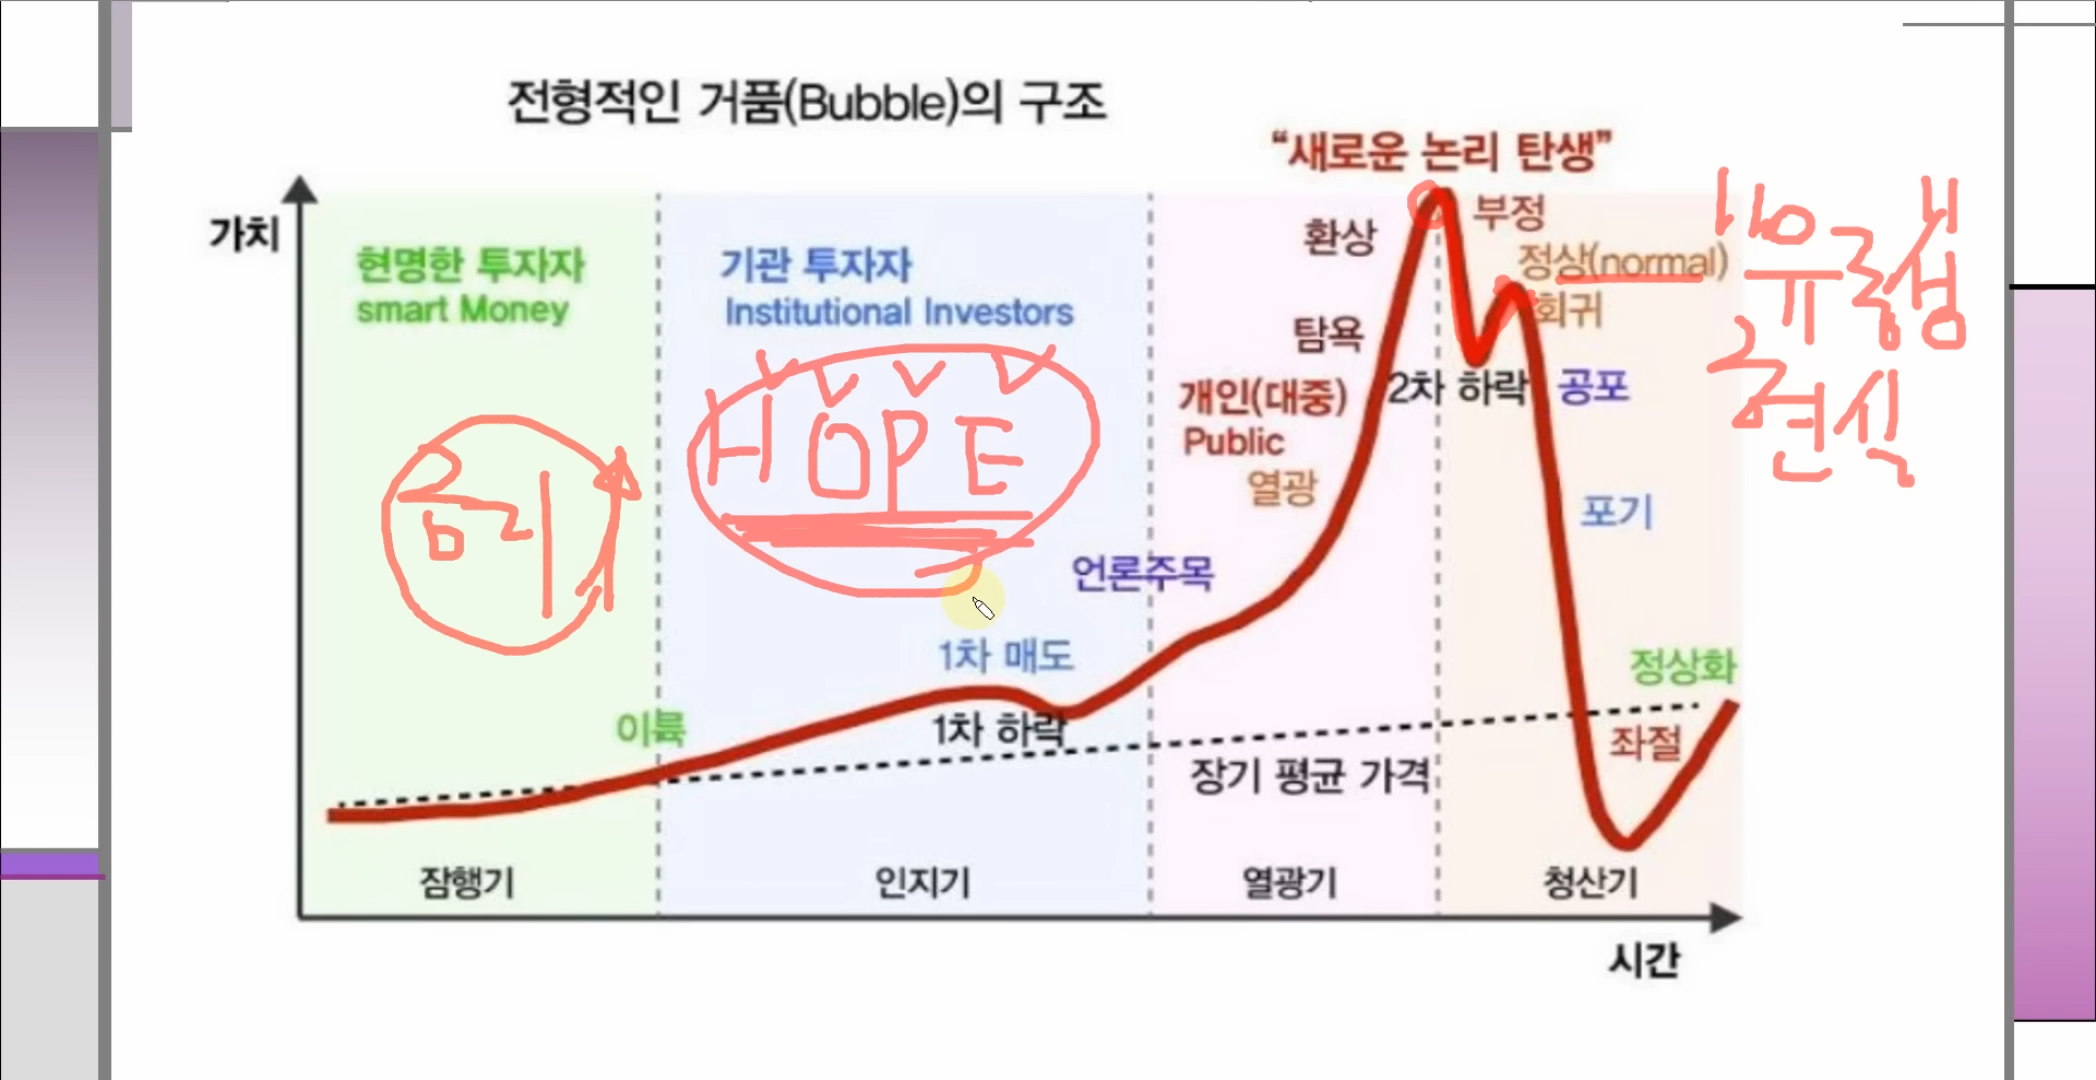 전형적인 거품(Bubble)의 구조
“새로운 논리 탄생”
가치
현명한 투자자
smart Money
기관 투자자
Institutional Investors
환상
부정
정상(normal)
회귀
탐욕
개인(대중)
Public
2차 하락
공포
열광
포기
HOPE
금리
언론주목
1차 매도
1차 하락
이륙
정상화
좌절
장기 평균 가격
잠행기
인지기
열광기
청산기
시간